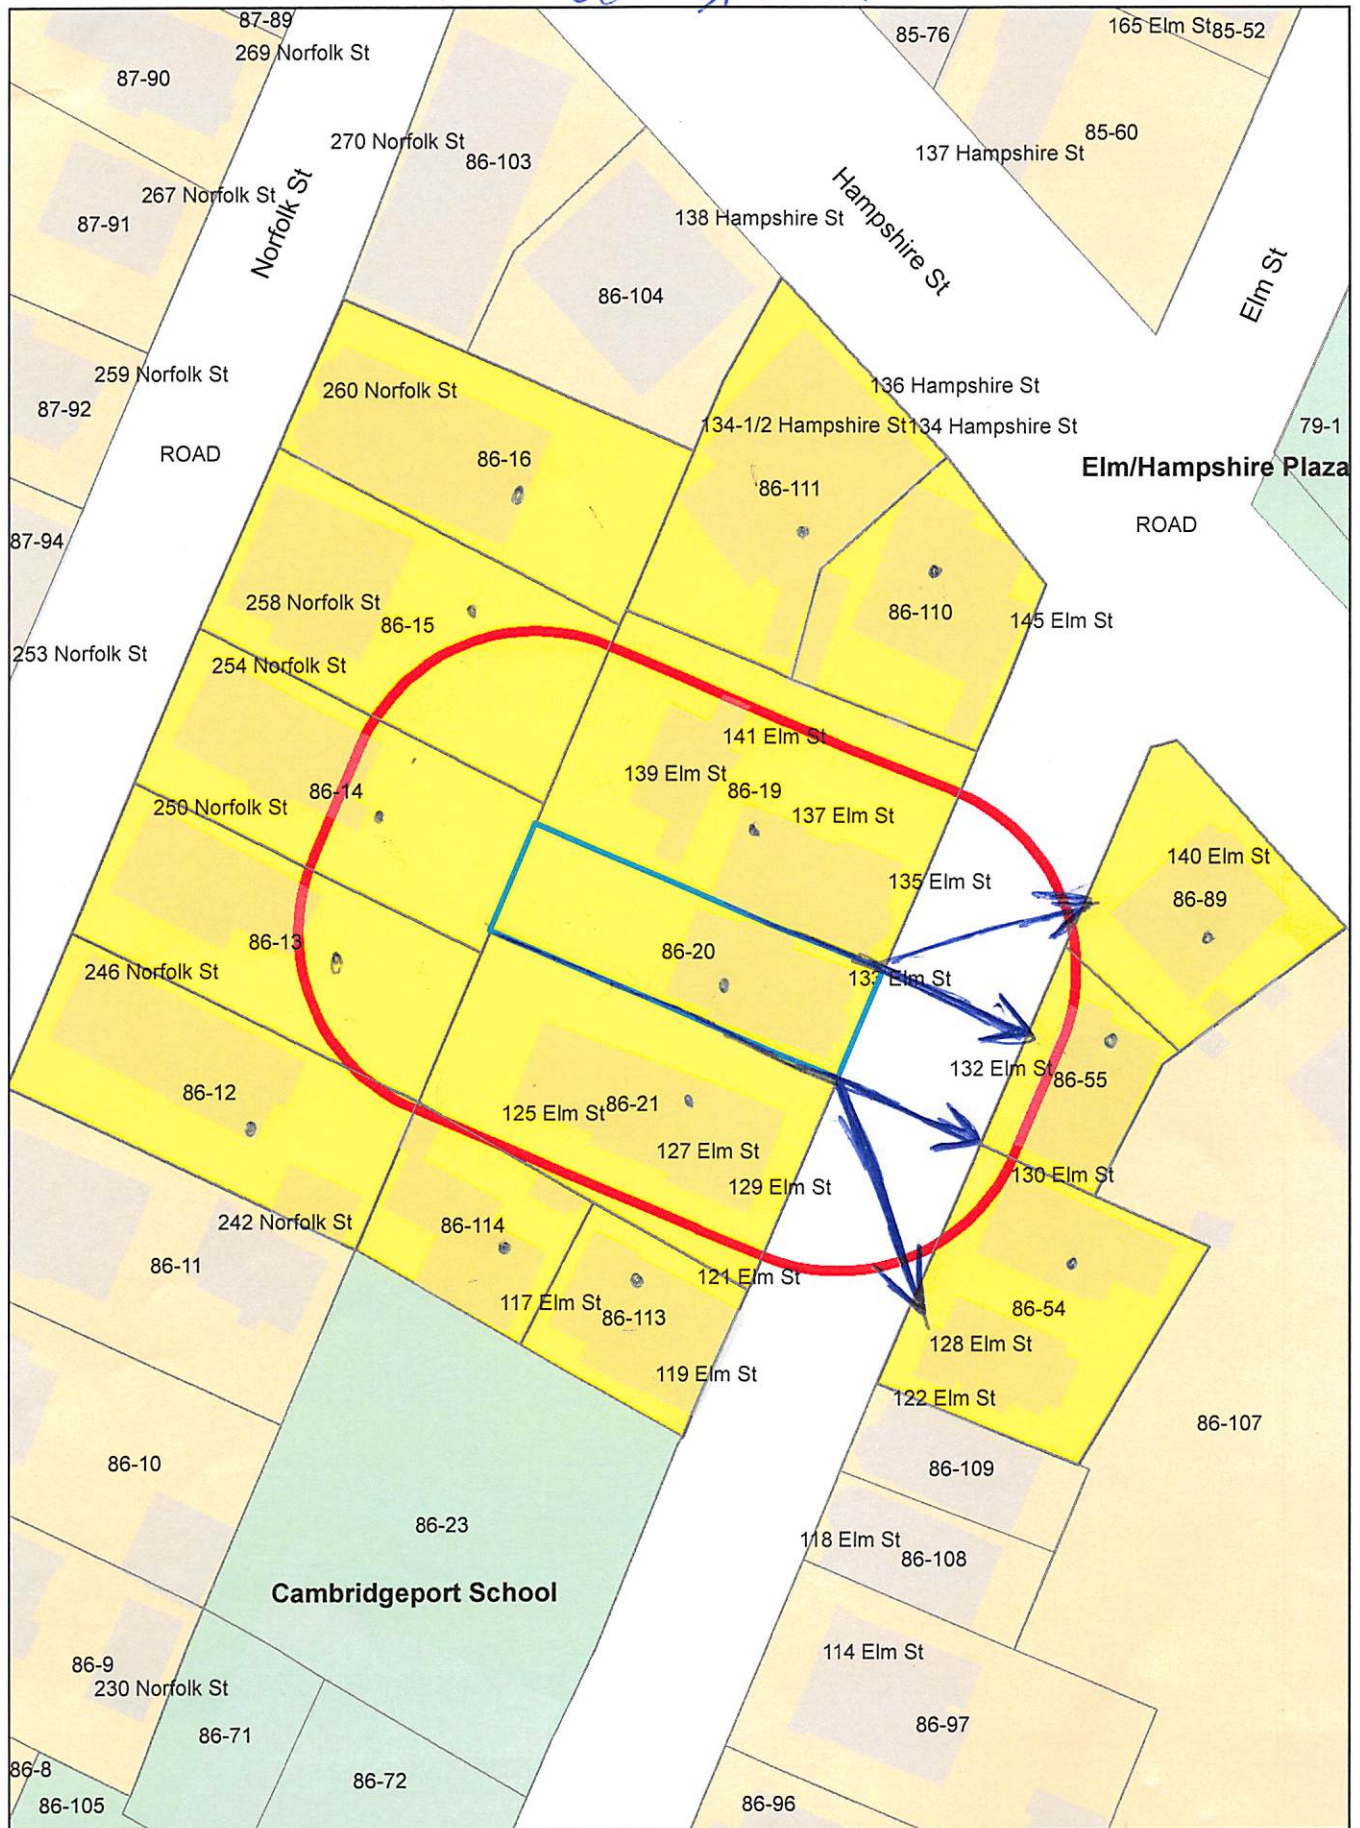 87-89
269 Norfolk St
87-90
85-76
165 Elm St
85-52
270 Norfolk St
86-103
85-60
137 Hampshire St
267 Norfolk St
87-91
Norfolk St
138 Hampshire St
Hampshire St
Elm St
86-104
259 Norfolk St
87-92
260 Norfolk St
136 Hampshire St
134-1/2 Hampshire St
134 Hampshire St
79-1
ROAD
86-16
Elm/Hampshire Plaza
86-111
ROAD
87-94
258 Norfolk St
86-15
86-110
145 Elm St
253 Norfolk St
254 Norfolk St
141 Elm St
139 Elm St
86-14
86-19
250 Norfolk St
137 Elm St
140 Elm St
135 Elm St
86-89
86-13
86-20
246 Norfolk St
133 Elm St
132 Elm St
86-55
86-12
125 Elm St
86-21
127 Elm St
130 Elm St
129 Elm St
242 Norfolk St
86-114
86-11
121 Elm St
117 Elm St
86-113
86-54
128 Elm St
119 Elm St
122 Elm St
86-107
86-10
86-109
86-23
118 Elm St
86-108
Cambridgeport School
114 Elm St
86-9
230 Norfolk St
86-71
86-97
86-8
86-72
86-105
86-96